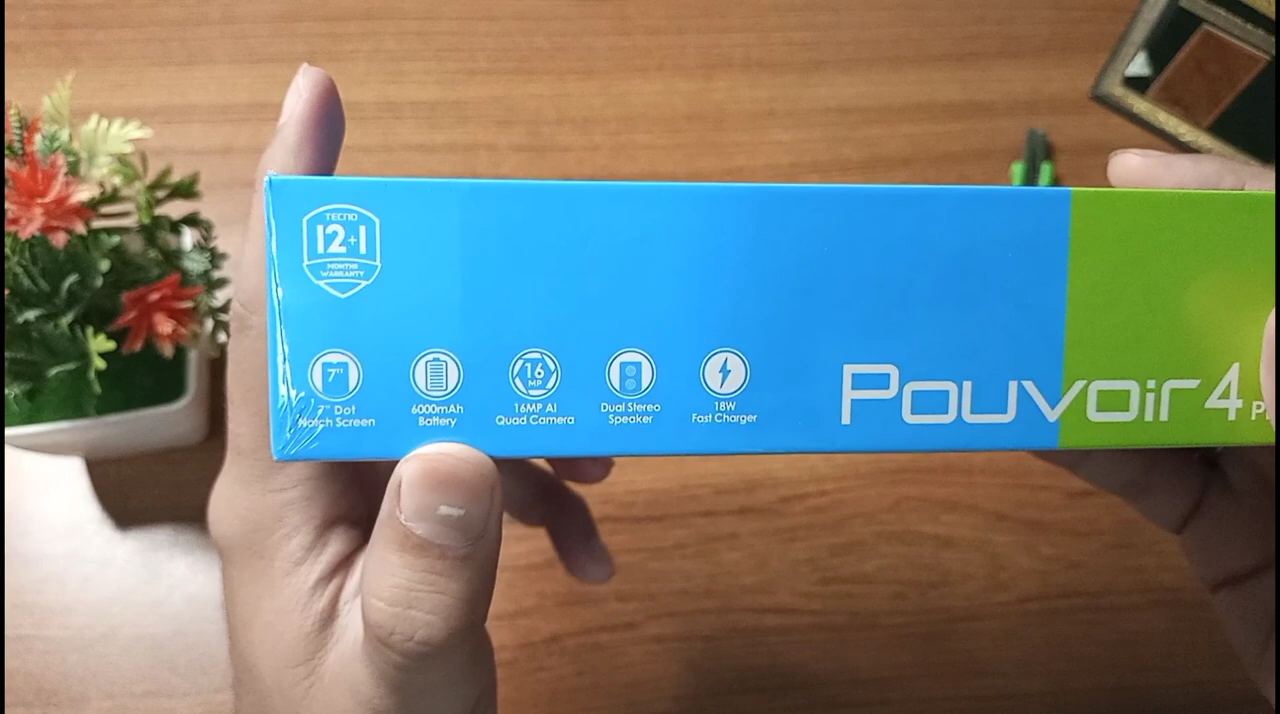 TECNO
12+1
MONTHS
WARRANTY
7"
16
MP
7" Dot
Notch Screen
6000mAh
Battery
16MP AI
Quad Camera
Dual Stereo
Speaker
18W
Fast Charger
Pouvoir 4